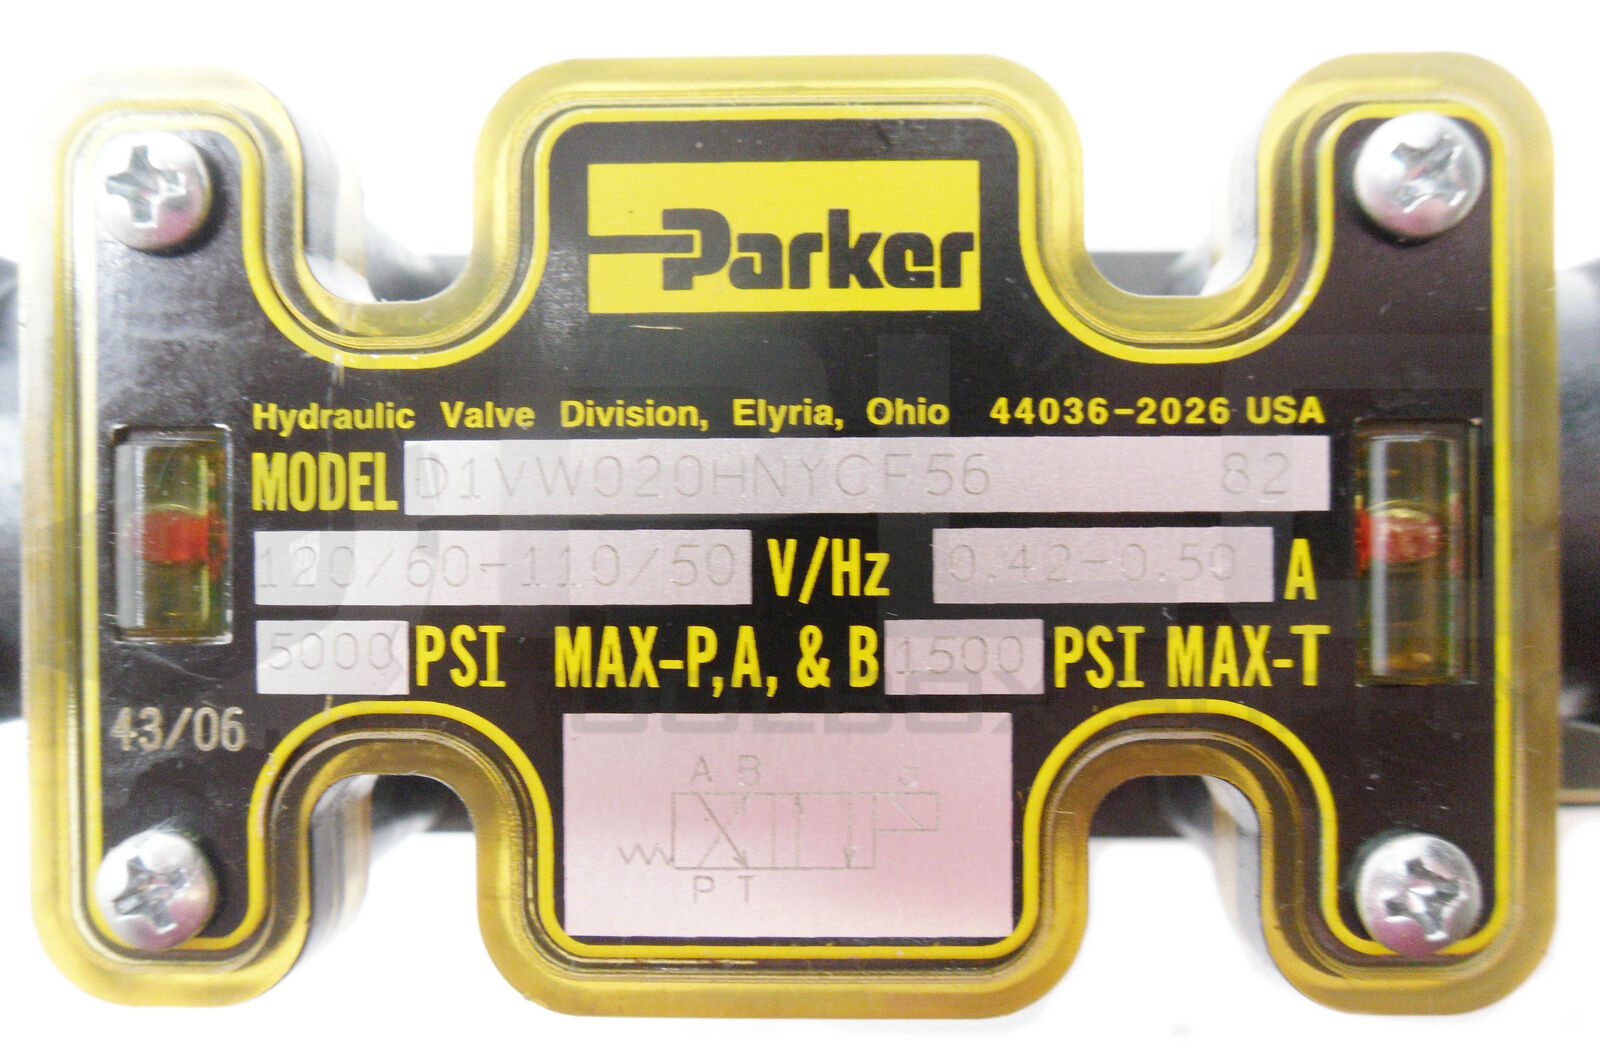 Parker
Hydraulic Valve Division, Elyria, Ohio 44036-2026 USA
MODEL D1VW020HNYCF56 82
120/60-110/50 V/Hz 0.42-0.50 A
5000 PSI MAX-P, A, & B 1500 PSI MAX-T
43/06
A B
P T